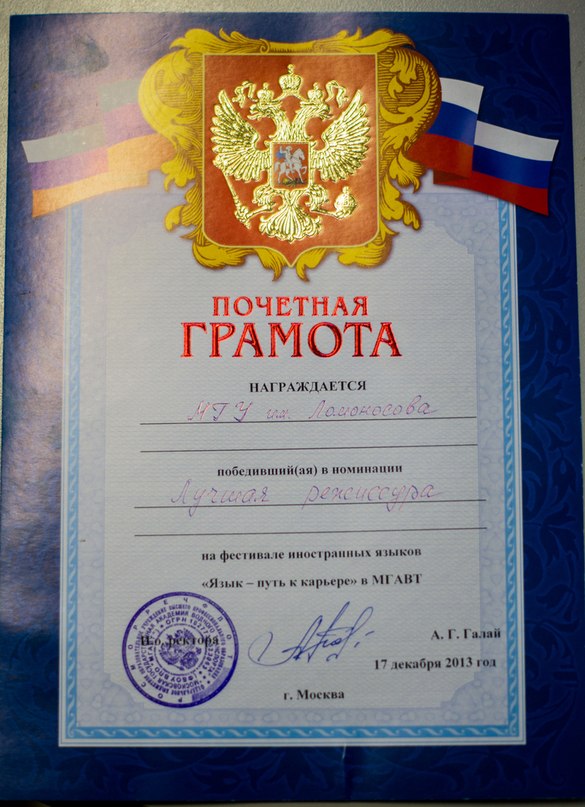 ПОЧЕТНАЯ
ГРАМОТА
НАГРАЖДАЕТСЯ
МГУ им. Ломоносова
победивший(ая) в номинации
Лучшая режиссура
на фестивале иностранных языков
«Язык – путь к карьере» в МГАВТ
И.о. ректора
А. Г. Галай
17 декабря 2013 год
г. Москва